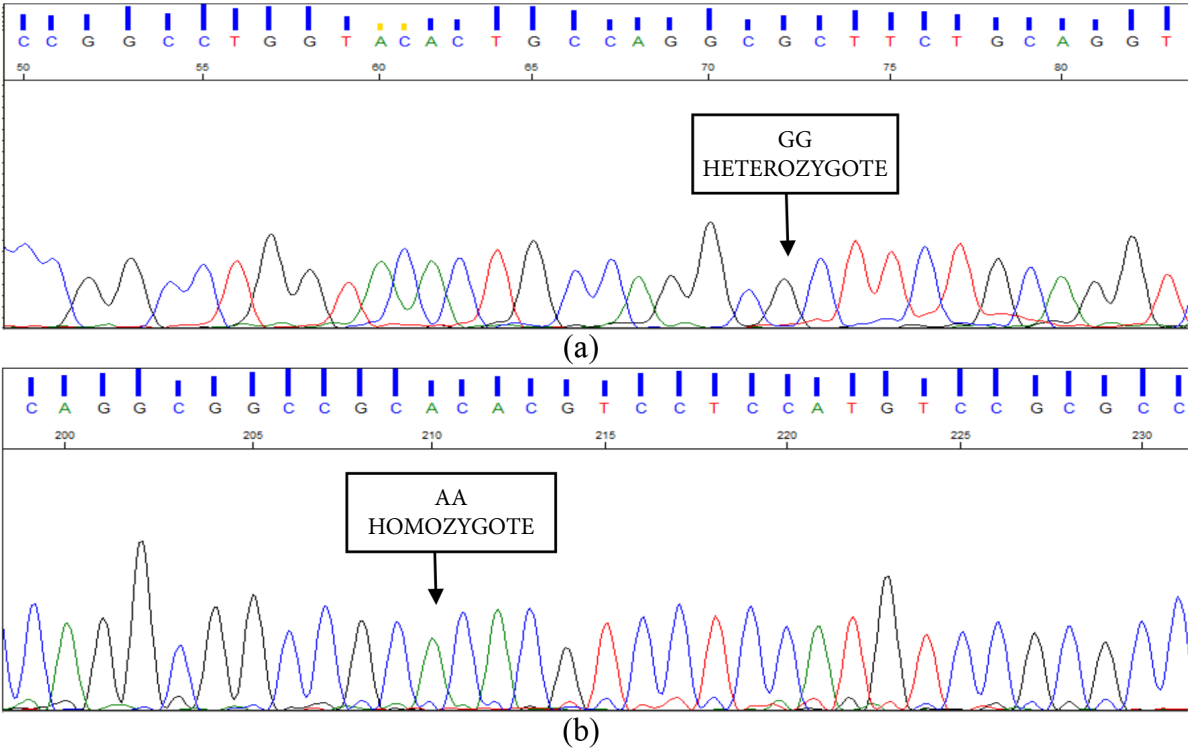 C C G G C C T G G T A C A C T G C C A G G C G C T T C T G C A G G T
50 55 60 65 70 75 80
GG
HETEROZYGOTE
(a)
C A G G C G G C C G C A C A C G T C C T C C A T G T C C G C G C C
200 205 210 215 220 225 230
AA
HOMOZYGOTE
(b)